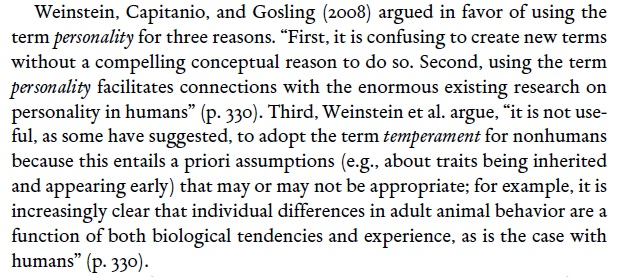 Weinstein, Capitanio, and Gosling (2008) argued in favor of using the
term personality for three reasons. “First, it is confusing to create new terms
without a compelling conceptual reason to do so. Second, using the term
personality facilitates connections with the enormous existing research on
personality in humans” (p. 330). Third, Weinstein et al. argue, “it is not use-
ful, as some have suggested, to adopt the term temperament for nonhumans
because this entails a priori assumptions (e.g., about traits being inherited
and appearing early) that may or may not be appropriate; for example, it is
increasingly clear that individual differences in adult animal behavior are a
function of both biological tendencies and experience, as is the case with
humans” (p. 330).